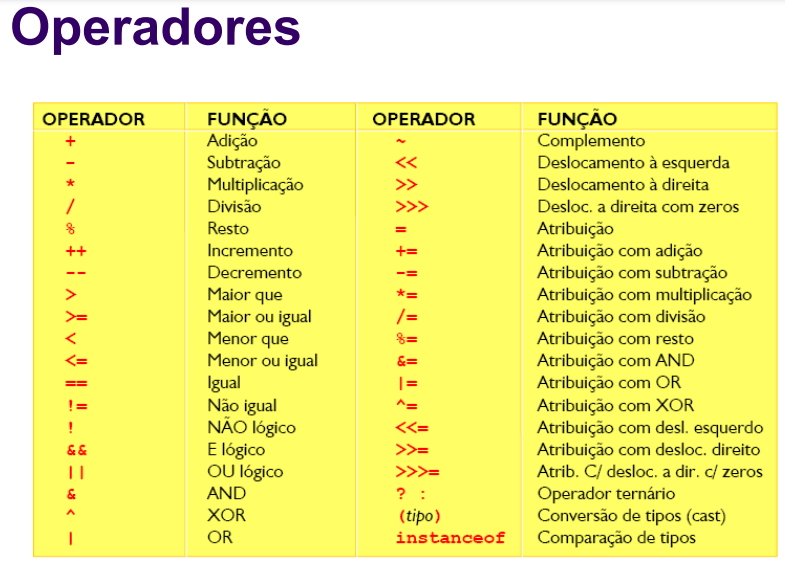 Operadores
OPERADOR FUNÇÃO OPERADOR FUNÇÃO
+ Adição ~ Complemento
- Subtração << Deslocamento à esquerda
* Multiplicação >> Deslocamento à direita
/ Divisão >>> Desloc. a direita com zeros
% Resto = Atribuição
++ Incremento += Atribuição com adição
-- Decremento -= Atribuição com subtração
> Maior que *= Atribuição com multiplicação
>= Maior ou igual /= Atribuição com divisão
< Menor que %= Atribuição com resto
<= Menor ou igual &= Atribuição com AND
== Igual |= Atribuição com OR
!= Não igual ^= Atribuição com XOR
! NÃO lógico <<= Atribuição com desl. esquerdo
&& E lógico >>= Atribuição com desloc. direito
|| OU lógico >>>= Atrib. C/ desloc. a dir. c/ zeros
& AND ? : Operador ternário
^ XOR (tipo) Conversão de tipos (cast)
| OR instanceof Comparação de tipos